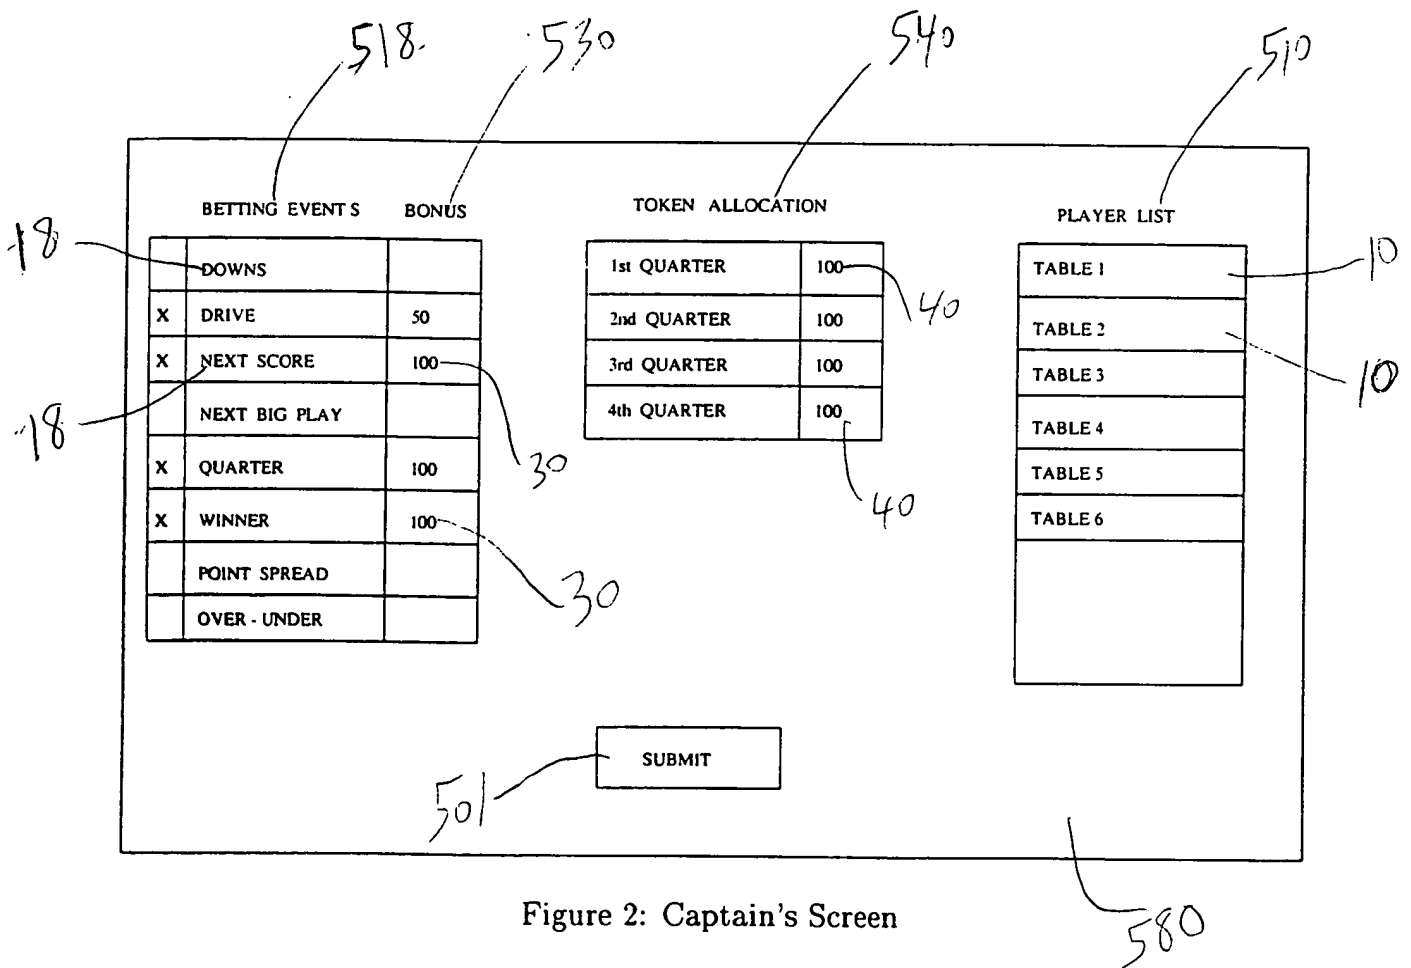 518 530 540 510
BETTING EVENTS BONUS TOKEN ALLOCATION PLAYER LIST
18 DOWNS 1st QUARTER 100 TABLE 1 10
X DRIVE 50 2nd QUARTER 100 40 TABLE 2
X NEXT SCORE 100 3rd QUARTER 100 TABLE 3 10
18 NEXT BIG PLAY 4th QUARTER 100 TABLE 4
X QUARTER 100 30 TABLE 5
X WINNER 100 40 TABLE 6
POINT SPREAD 30
OVER - UNDER
501 SUBMIT
580
Figure 2: Captain's Screen